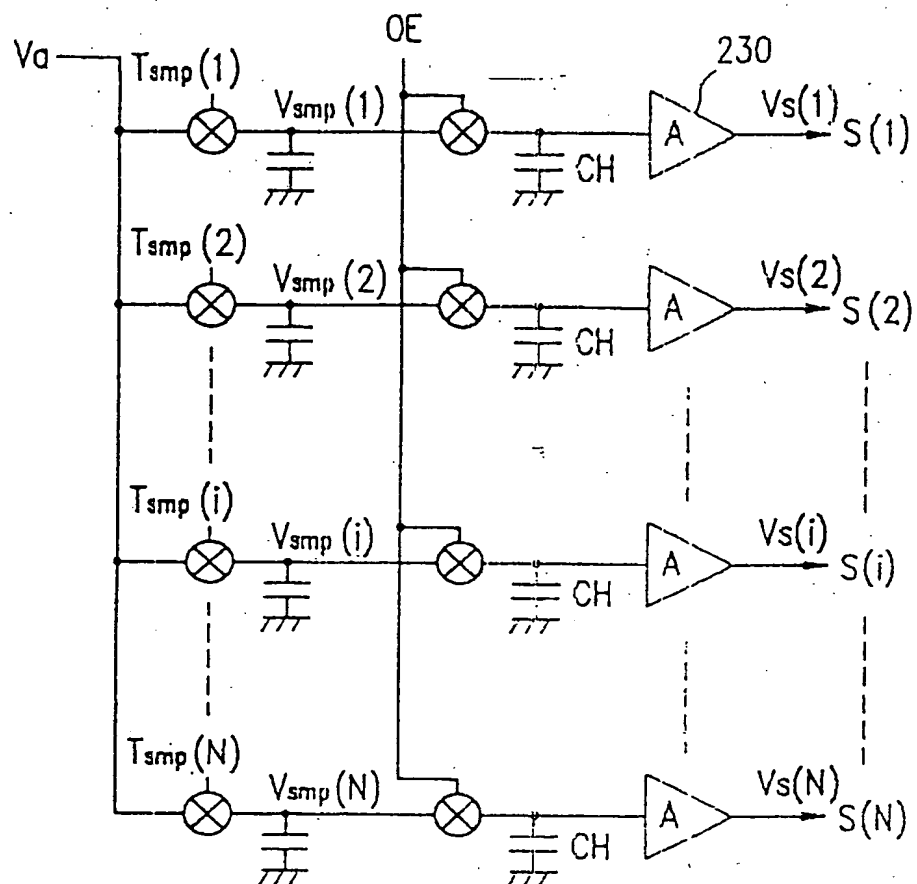 OE
230
Va
Tsmp(1)
Vsmp(1)
CH
A
Vs(1)
S(1)
Tsmp(2)
Vsmp(2)
CH
A
Vs(2)
S(2)
Tsmp(i)
Vsmp(i)
CH
A
Vs(i)
S(i)
Tsmp(N)
Vsmp(N)
CH
A
Vs(N)
S(N)